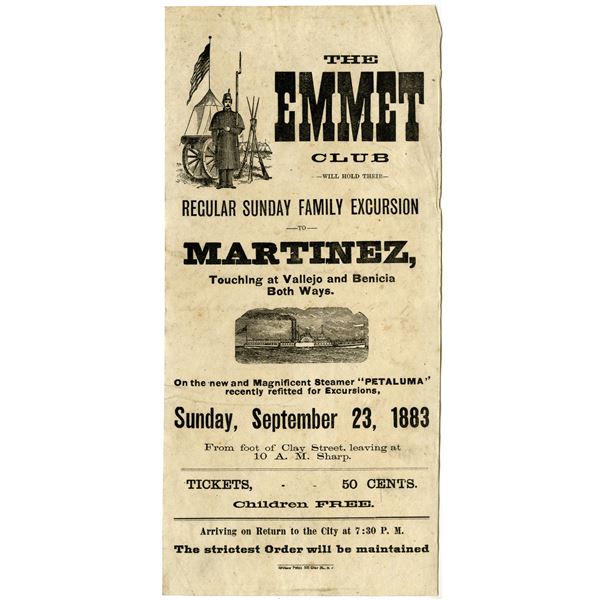 THE
EMMET
CLUB
—WILL HOLD THEIR—
REGULAR SUNDAY FAMILY EXCURSION
—TO—
MARTINEZ,
Touching at Vallejo and Benicia
Both Ways.
On the new and Magnificent Steamer "PETALUMA"
recently refitted for Excursions,
Sunday, September 23, 1883
From foot of Clay Street, leaving at
10 A. M. Sharp.
TICKETS, - - 50 CENTS.
Children FREE.
Arriving on Return to the City at 7:30 P. M.
The strictest Order will be maintained